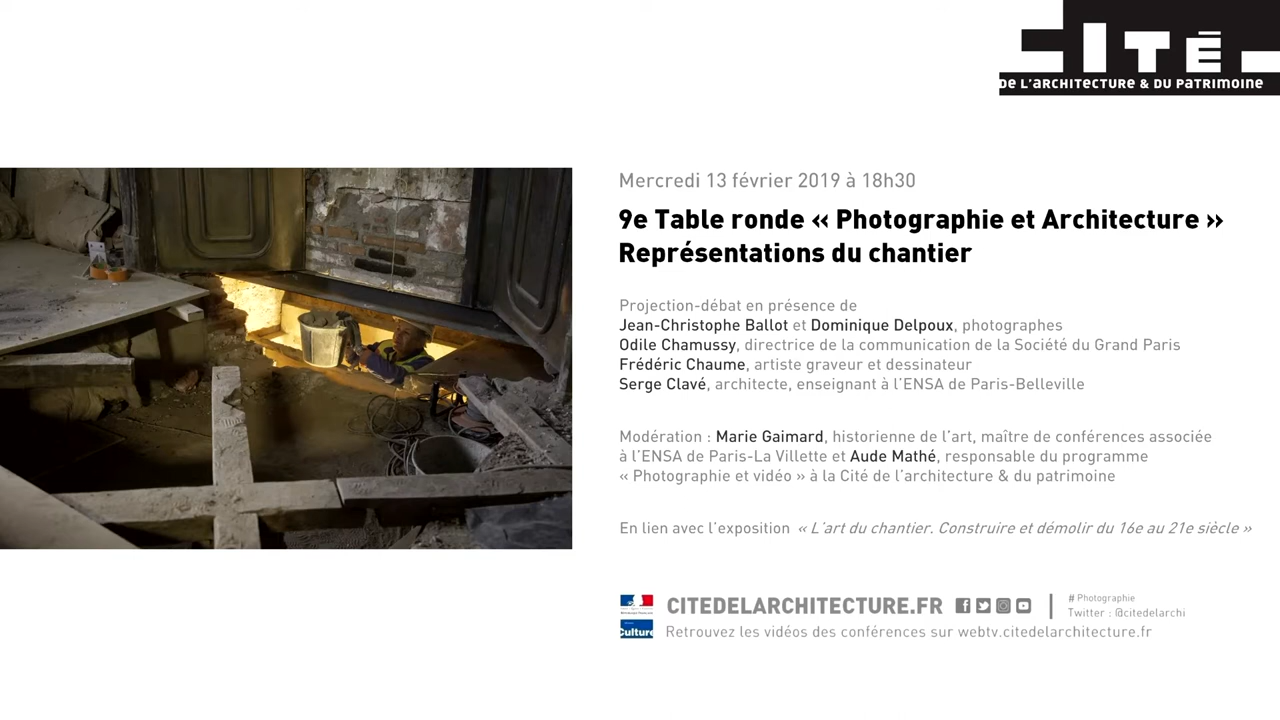 CITÉ
DE L'ARCHITECTURE & DU PATRIMOINE
Mercredi 13 février 2019 à 18h30
9e Table ronde « Photographie et Architecture »
Représentations du chantier
Projection-débat en présence de
Jean-Christophe Ballot et Dominique Delpoux, photographes
Odile Chamussy, directrice de la communication de la Société du Grand Paris
Frédéric Chaume, artiste graveur et dessinateur
Serge Clavé, architecte, enseignant à l'ENSA de Paris-Belleville
Modération : Marie Gaimard, historienne de l'art, maître de conférences associée
à l'ENSA de Paris-La Villette et Aude Mathé, responsable du programme
« Photographie et vidéo » à la Cité de l'architecture & du patrimoine
En lien avec l'exposition « L'art du chantier. Construire et démolir du 16e au 21e siècle »
CITEDELARCHITECTURE.FR
# Photographie
Twitter : @citedelarchi
Culture
Retrouvez les vidéos des conférences sur webtv.citedelarchitecture.fr